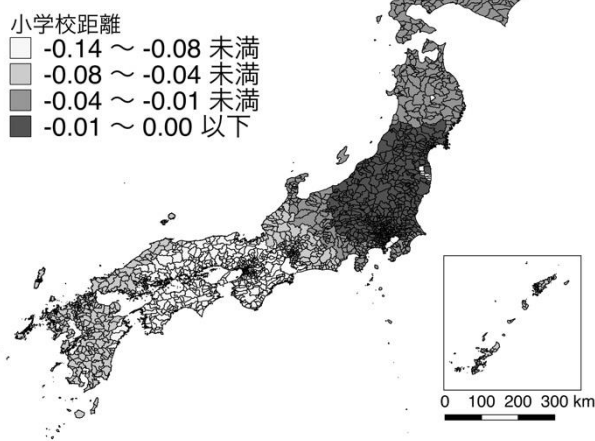 小学校距離
-0.14 ～ -0.08 未満
-0.08 ～ -0.04 未満
-0.04 ～ -0.01 未満
-0.01 ～ 0.00 以下
0 100 200 300 km